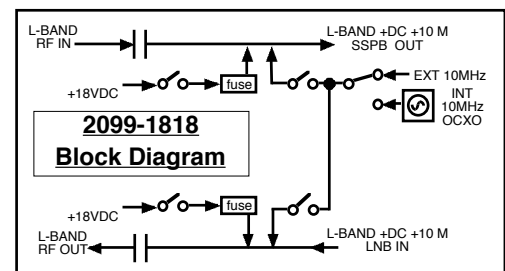 L-BAND
RF IN
L-BAND +DC +10 M
SSPB OUT
+18VDC
fuse
EXT 10MHz
INT
10MHz
OCXO
2099-1818
Block Diagram
+18VDC
fuse
L-BAND
RF OUT
L-BAND +DC +10 M
LNB IN